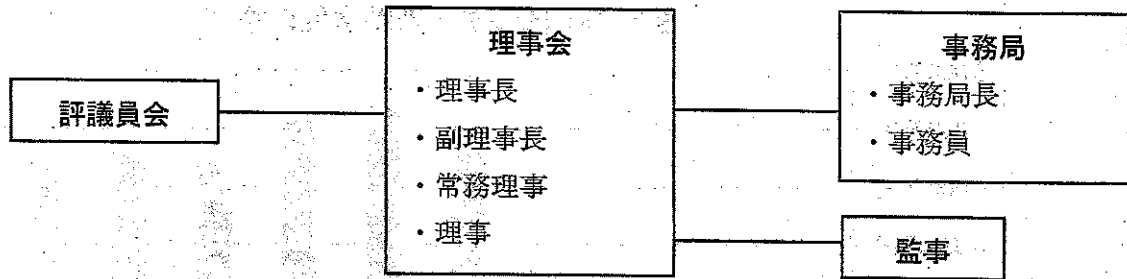 評議員会
理事会
・理事長
・副理事長
・常務理事
・理事
事務局
・事務局長
・事務員
監事